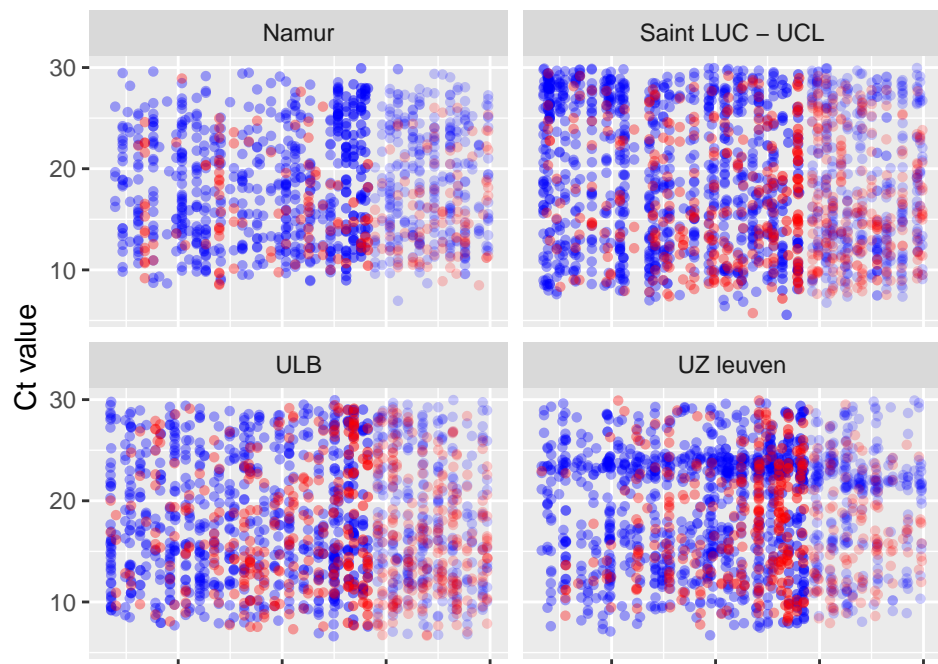 Namur
Saint LUC − UCL
30
20
10
Ct value
ULB
UZ leuven
30
20
10